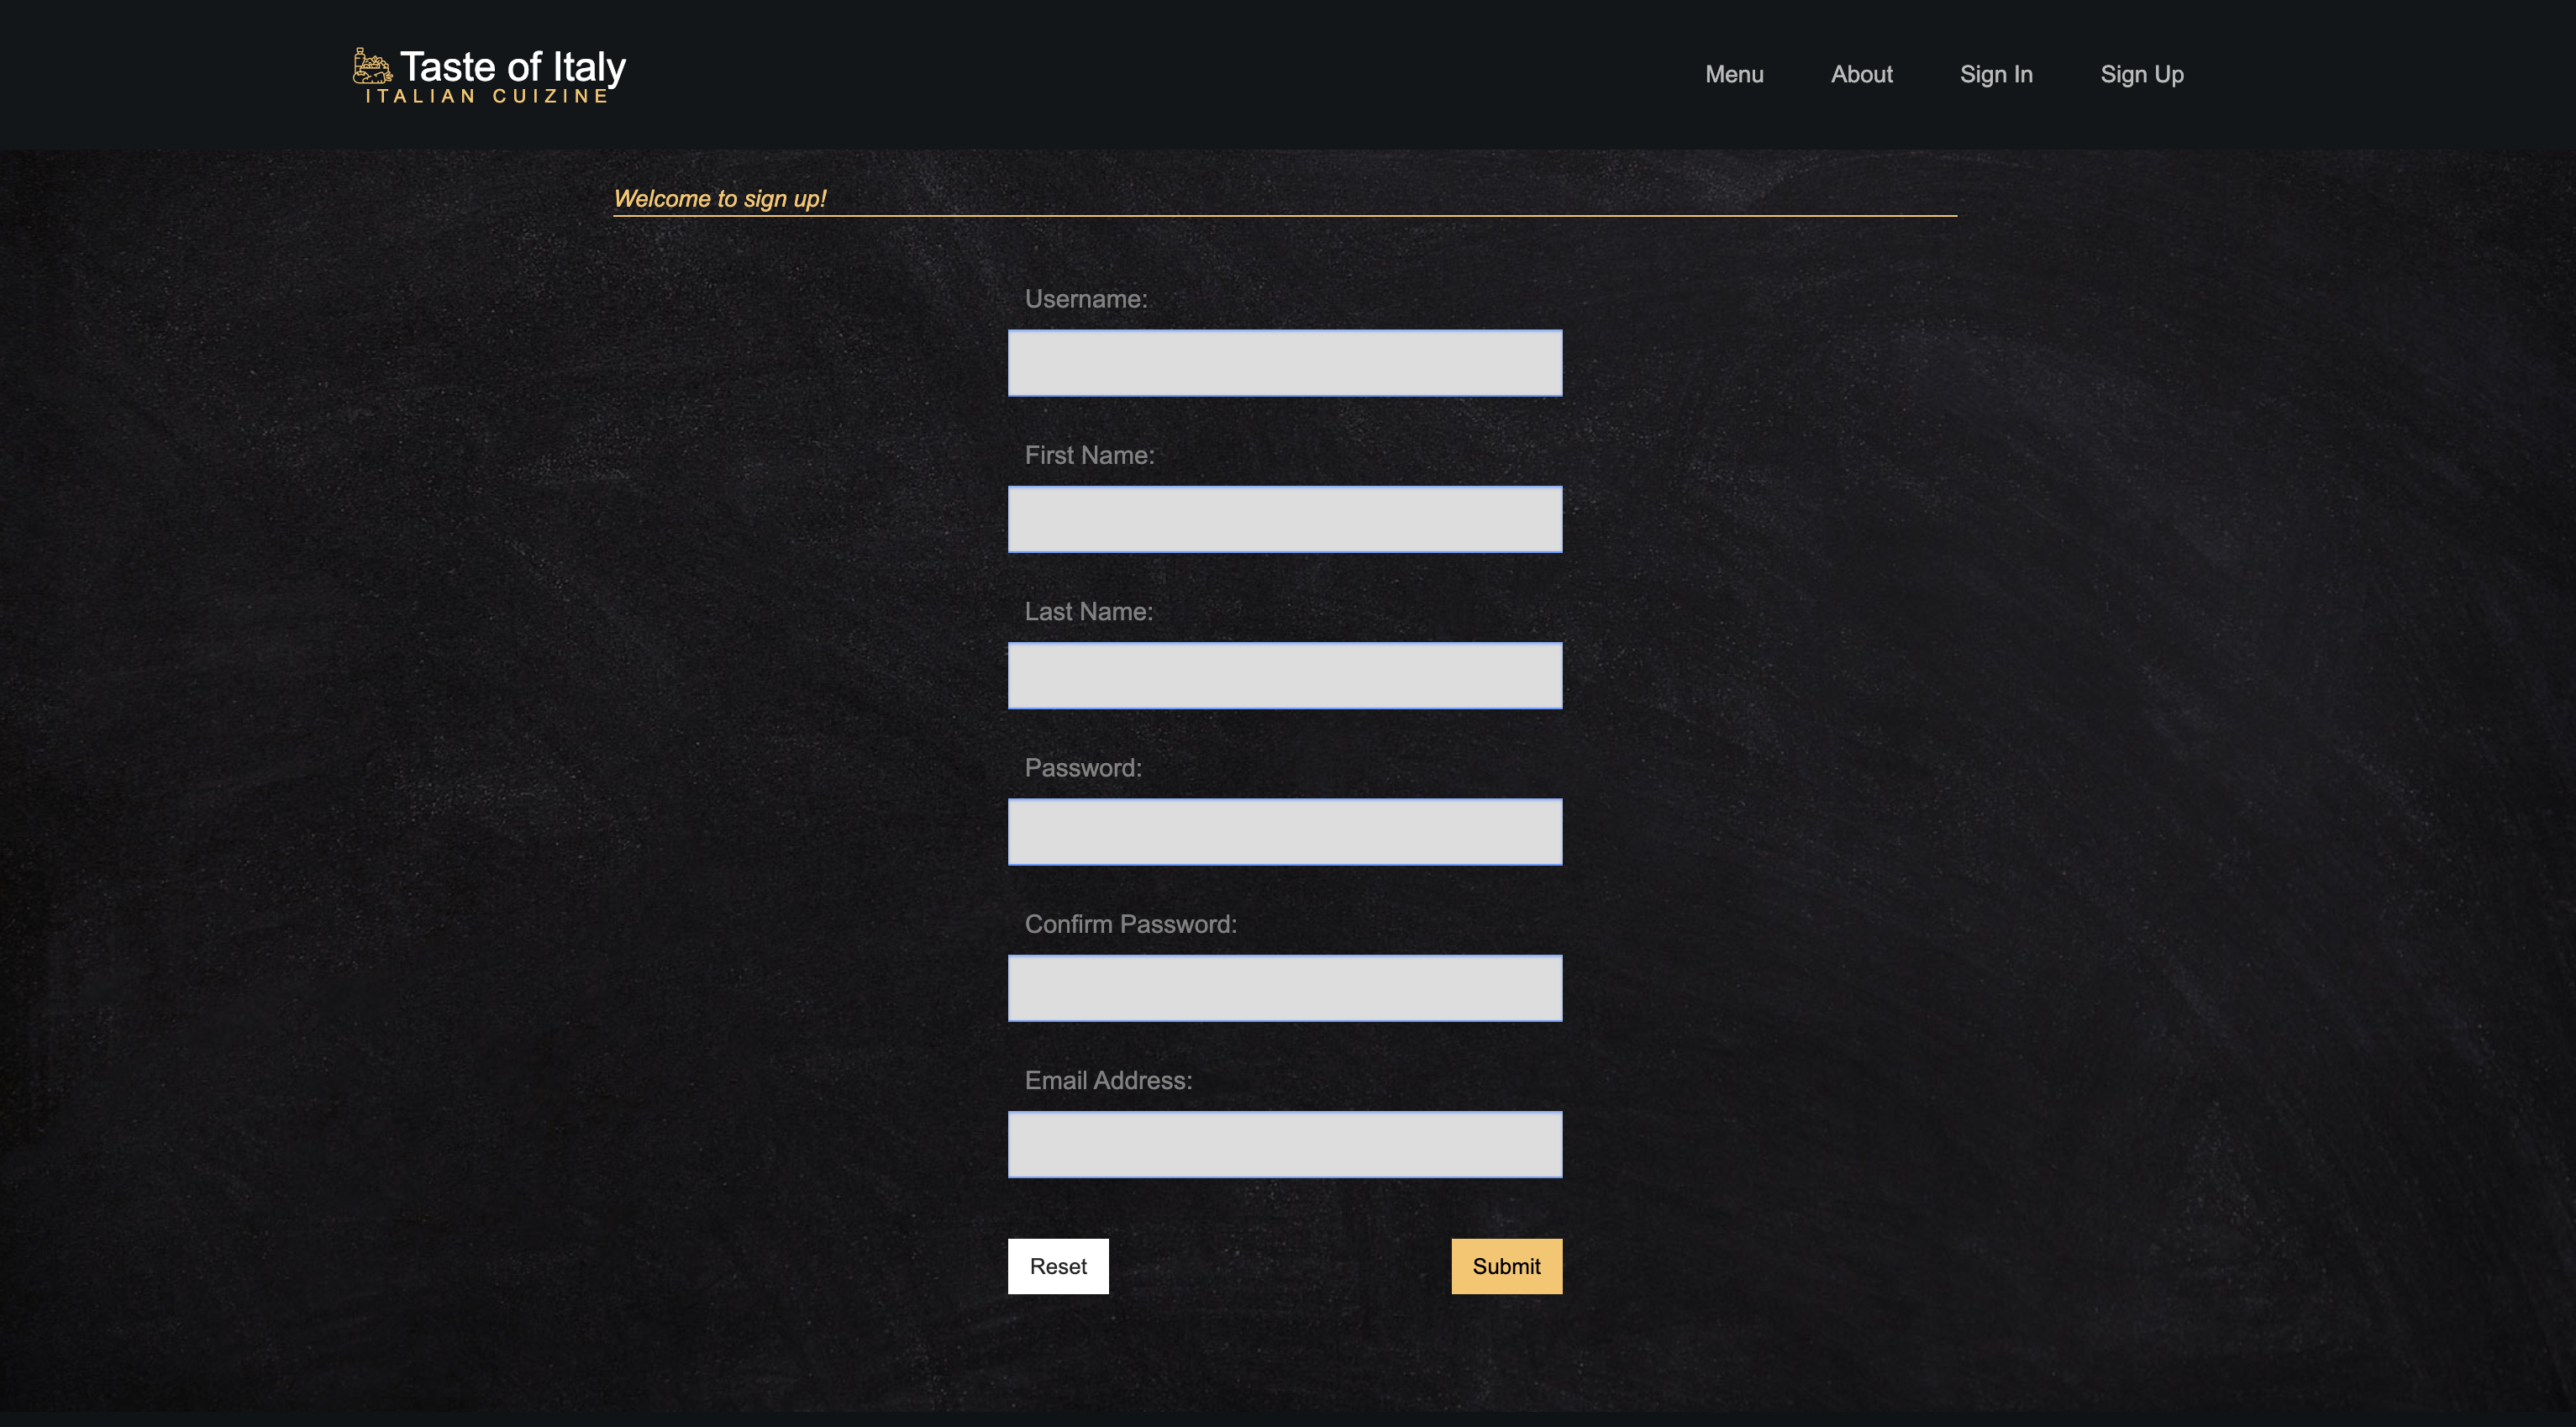 Taste of Italy
ITALIAN CUIZINE
Menu About Sign In Sign Up
Welcome to sign up!
Username:
First Name:
Last Name:
Password:
Confirm Password:
Email Address:
Reset Submit